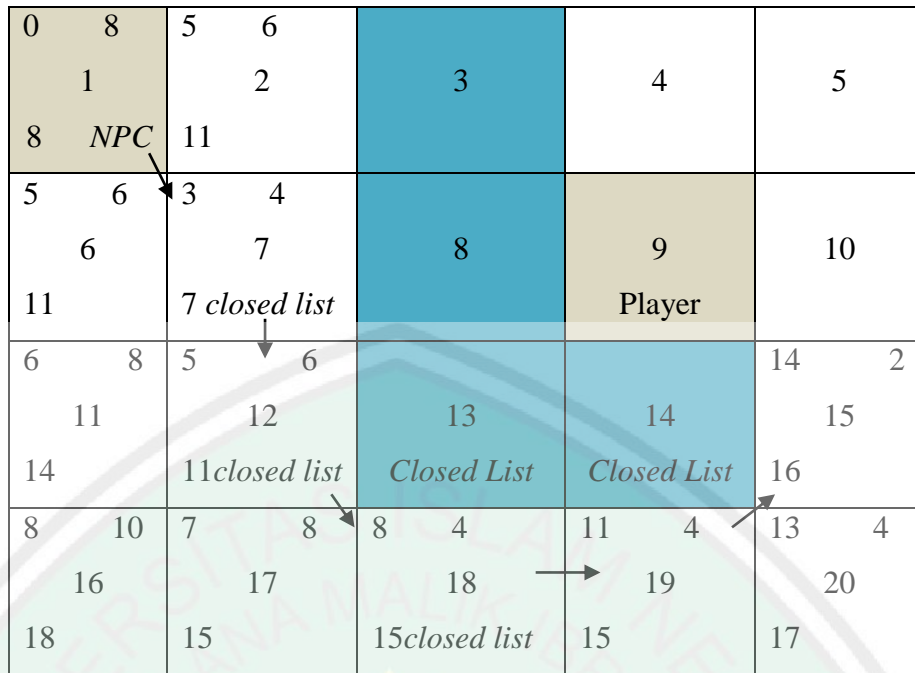 0 8 5 6
1 2 3 4 5
8 NPC 11
5 6 3 4
6 7 8 9 10
11 7 closed list Player
6 8 5 6 14 2
11 12 13 14 15
14 11closed list Closed List Closed List 16
8 10 7 8 8 4 11 4 13 4
16 17 18 19 20
18 15 15closed list 15 17